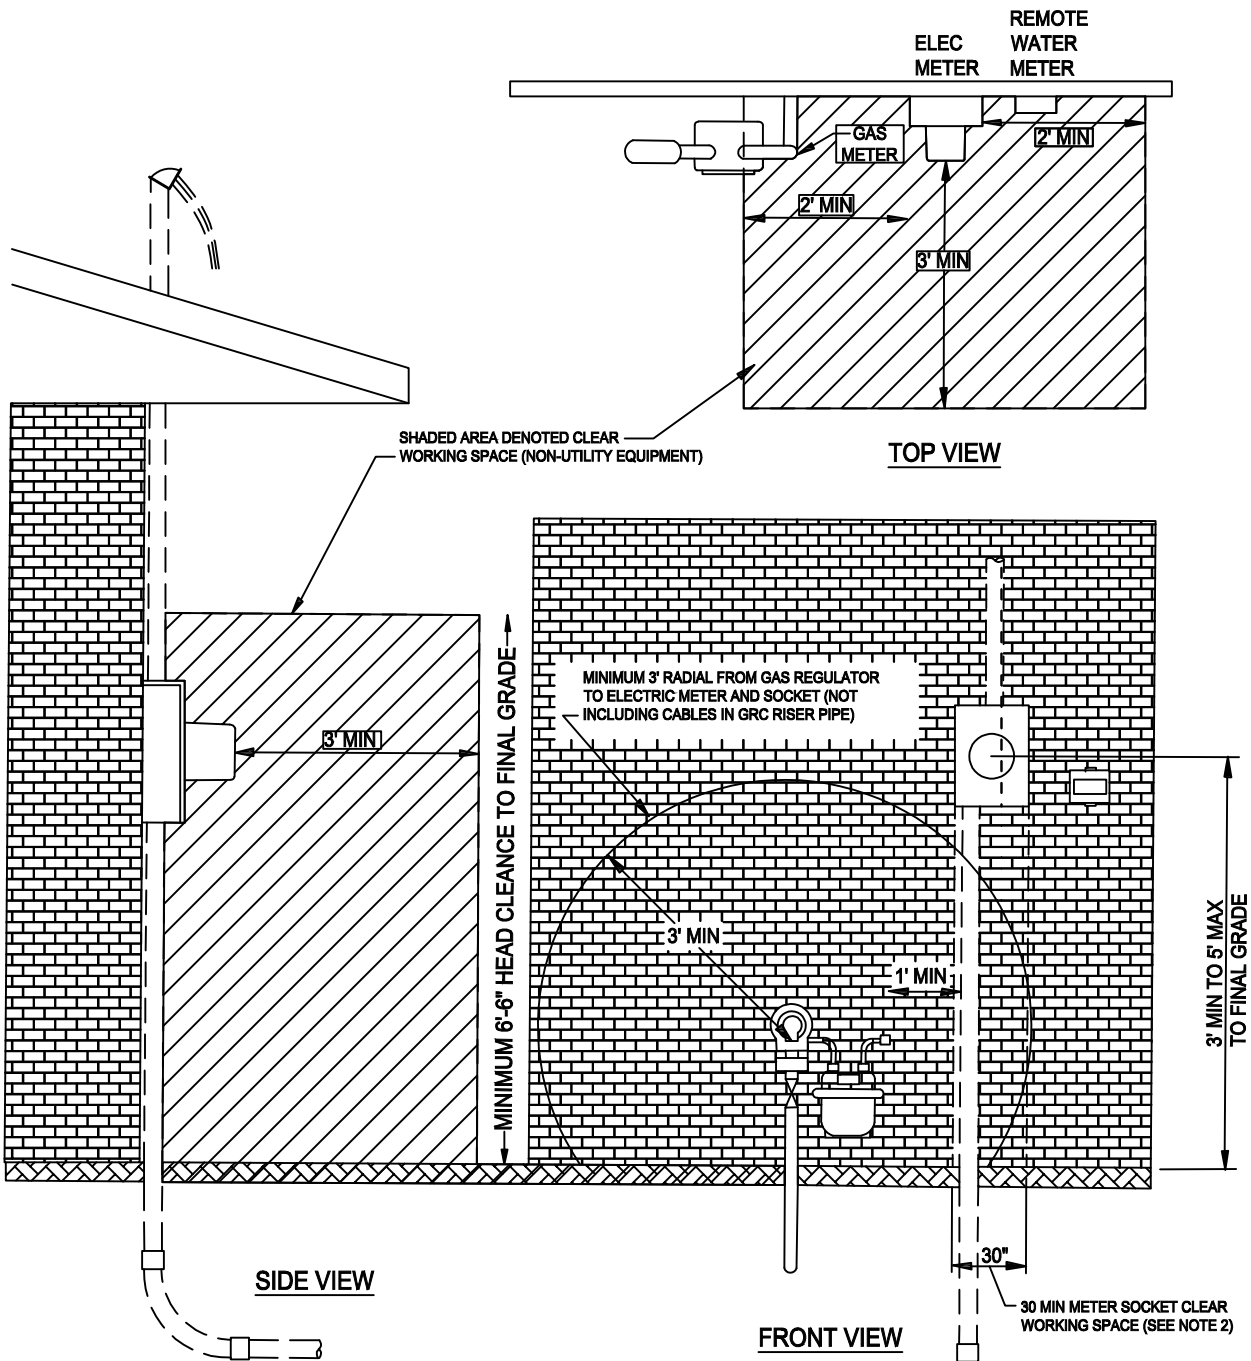 REMOTE
WATER
METER
ELEC
METER
GAS
METER
2' MIN
2' MIN
3' MIN
TOP VIEW
SHADED AREA DENOTED CLEAR
WORKING SPACE (NON-UTILITY EQUIPMENT)
3' MIN
MINIMUM 6'-6" HEAD CLEANCE TO FINAL GRADE
MINIMUM 3' RADIAL FROM GAS REGULATOR
TO ELECTRIC METER AND SOCKET (NOT
INCLUDING CABLES IN GRC RISER PIPE)
3' MIN
1' MIN
3' MIN TO 5' MAX
TO FINAL GRADE
30"
30 MIN METER SOCKET CLEAR
WORKING SPACE (SEE NOTE 2)
SIDE VIEW
FRONT VIEW